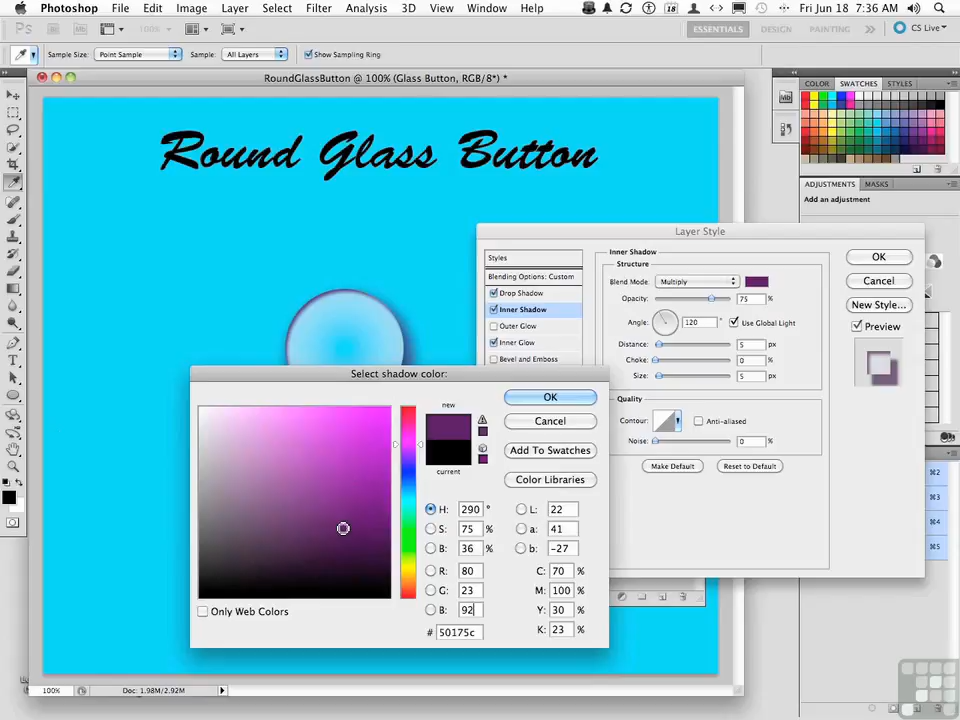 Photoshop File Edit Image Layer Select Filter Analysis 3D View Window Help 18 Fri Jun 18 7:36 AM
Ps 100% ESSENTIALS DESIGN PAINTING >> CS Live
Sample Size: Point Sample Sample: All Layers Show Sampling Ring
RoundGlassButton @ 100% (Glass Button, RGB/8*) *
COLOR SWATCHES STYLES
Round Glass Button
ADJUSTMENTS MASKS
Add an adjustment
Layer Style
Styles
Blending Options: Custom
Drop Shadow
Inner Shadow
Outer Glow
Inner Glow
Bevel and Emboss
Inner Shadow
Structure
Blend Mode: Multiply
Opacity: 75 %
Angle: 120 ° Use Global Light
Distance: 5 px
Choke: 0 %
Size: 5 px
Quality
Contour: Anti-aliased
Noise: 0 %
Make Default Reset to Default
OK
Cancel
New Style...
Preview
Select shadow color:
new
current
OK
Cancel
Add To Swatches
Color Libraries
H: 290 ° L: 22
S: 75 % a: 41
B: 36 % b: -27
R: 80 C: 70 %
G: 23 M: 100 %
B: 92 Y: 30 %
# 50175c K: 23 %
Only Web Colors
⌘2
⌘3
⌘4
⌘5
100% Doc: 1.98M/2.92M